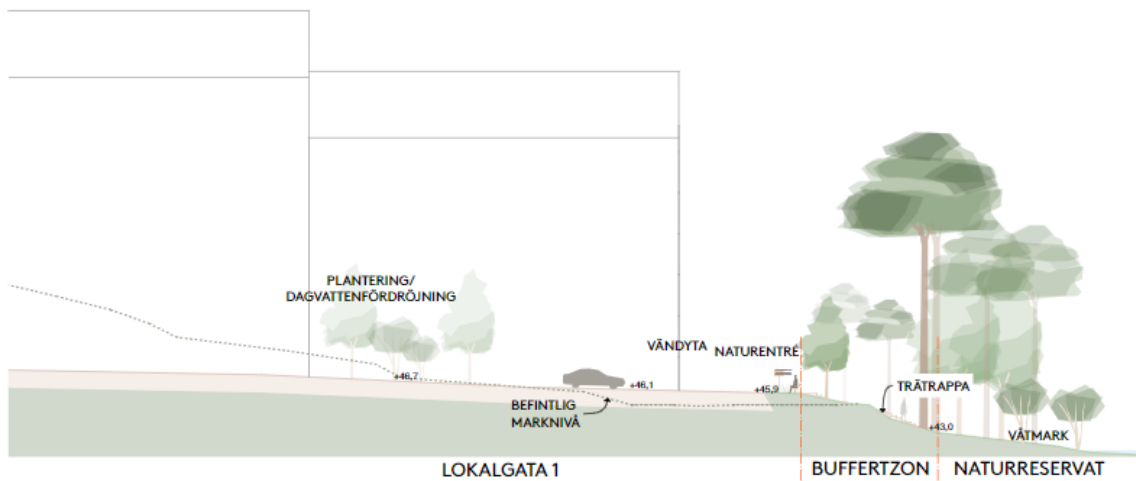 PLANTERING/
DAGVATTENFÖRDRÖJNING
VÄNDYTA
NATURENTRÉ
+46,7
+46,1
+45,9
BEFINTLIG
MARKNIVÅ
TRÄTRAPPA
+43,0
VÅTMARK
LOKALGATA 1
BUFFERTZON
NATURRESERVAT